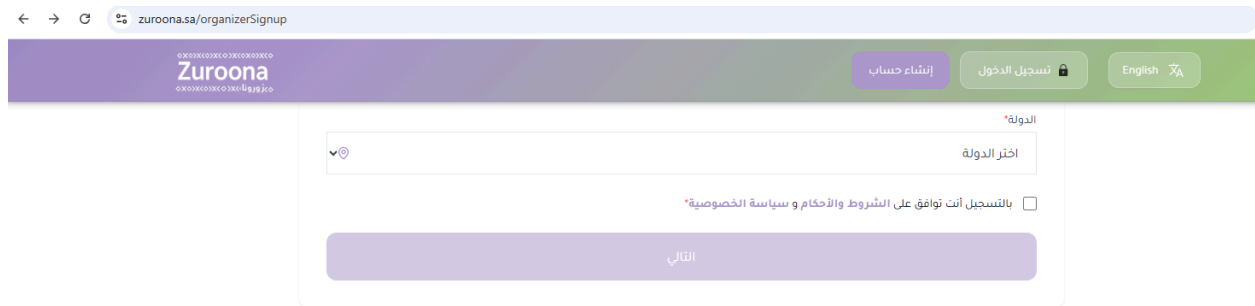 zuroona.sa/organizerSignup
English
تسجيل الدخول
إنشاء حساب
Zuroona
زورونا
الدولة*
اختر الدولة
بالتسجيل أنت توافق على الشروط والأحكام و سياسة الخصوصية*
التالي